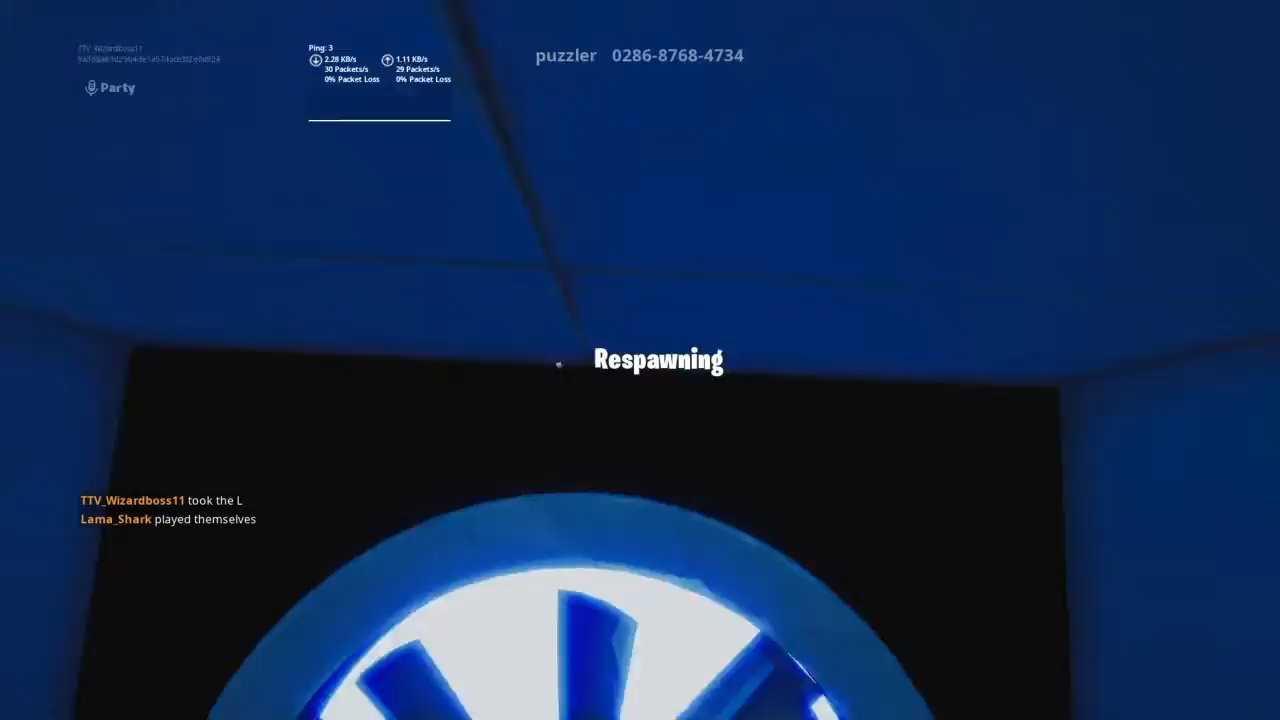 TTV_Wizardboss11
Party
Ping: 3
2.28 KB/s
30 Packets/s
0% Packet Loss
1.11 KB/s
29 Packets/s
0% Packet Loss
puzzler 0286-8768-4734
Respawning
TTV_Wizardboss11 took the L
Lama_Shark played themselves